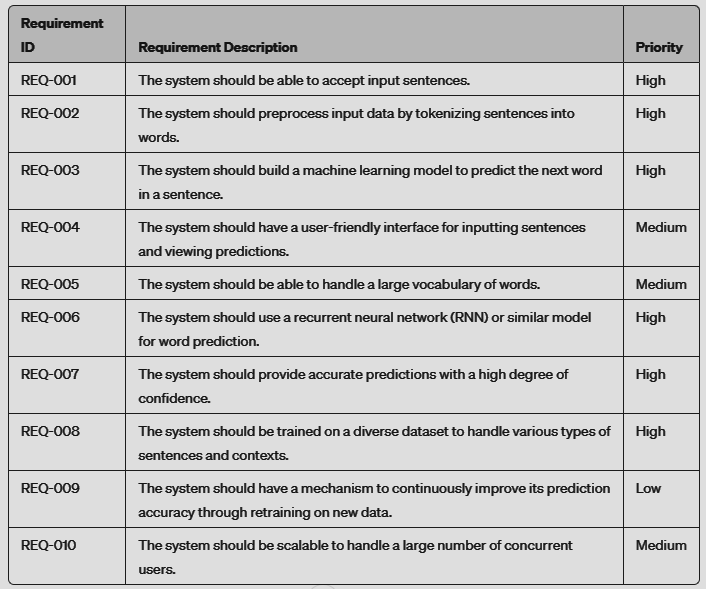 Requirement
ID Requirement Description Priority
REQ-001 The system should be able to accept input sentences. High
REQ-002 The system should preprocess input data by tokenizing sentences into High
words.
REQ-003 The system should build a machine learning model to predict the next word High
in a sentence.
REQ-004 The system should have a user-friendly interface for inputting sentences Medium
and viewing predictions.
REQ-005 The system should be able to handle a large vocabulary of words. Medium
REQ-006 The system should use a recurrent neural network (RNN) or similar model High
for word prediction.
REQ-007 The system should provide accurate predictions with a high degree of High
confidence.
REQ-008 The system should be trained on a diverse dataset to handle various types of High
sentences and contexts.
REQ-009 The system should have a mechanism to continuously improve its prediction Low
accuracy through retraining on new data.
REQ-010 The system should be scalable to handle a large number of concurrent Medium
users.